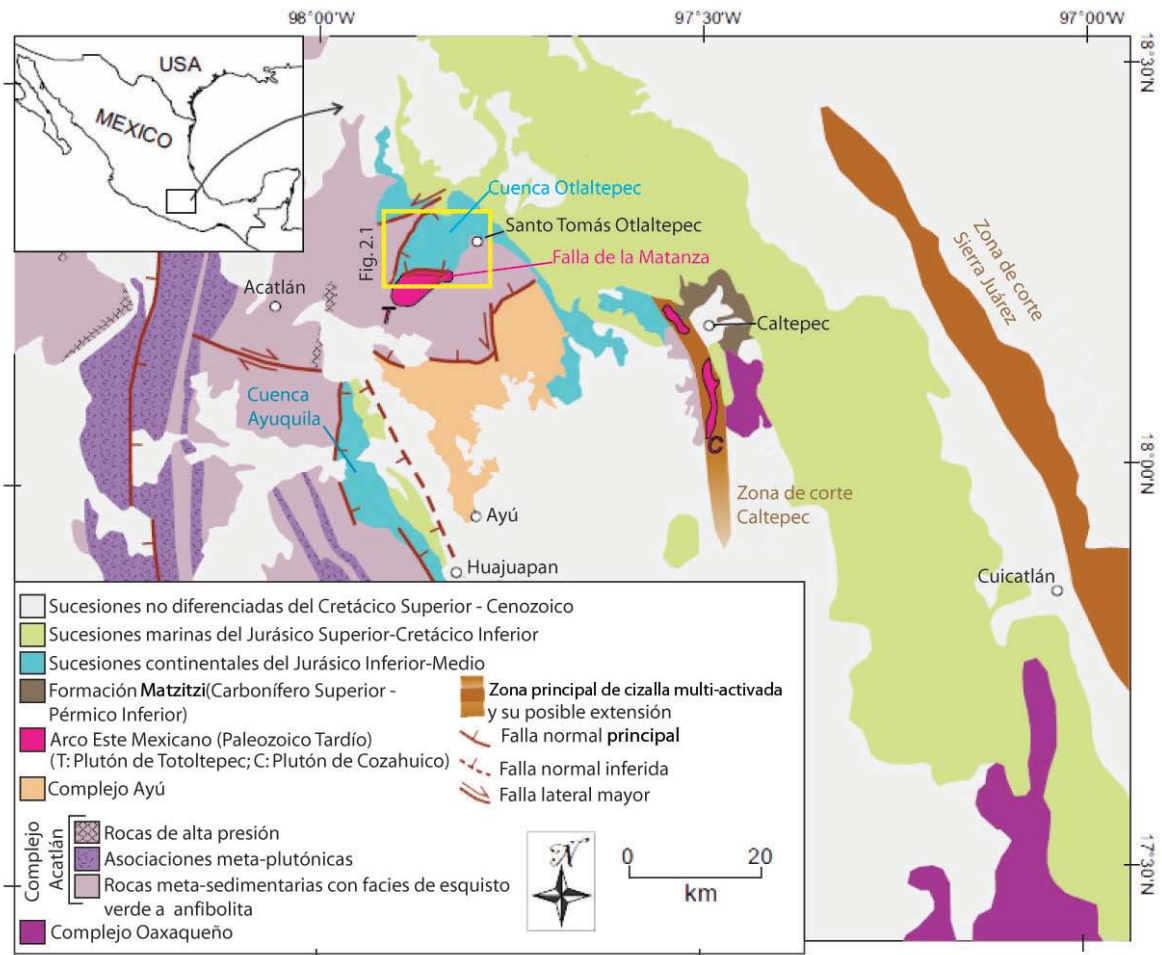 98°00'W
97°30'W
97°00'W
USA
MEXICO
18°30'N
Cuenca Otlaltepec
Santo Tomás Otlaltepec
Fig. 2.1
Falla de la Matanza
Zona de corte
Sierra Juárez
Acatlán
T
Caltepec
Cuenca
Ayuquila
C
18°00'N
Zona de corte
Caltepec
Ayú
Huajuapan
Cuicatlán
Sucesiones no diferenciadas del Cretácico Superior - Cenozoico
Sucesiones marinas del Jurásico Superior-Cretácico Inferior
Sucesiones continentales del Jurásico Inferior-Medio
Formación Matzitzi(Carbonífero Superior -
Pérmico Inferior)
Arco Este Mexicano (Paleozoico Tardío)
(T: Plutón de Totoltepec; C: Plutón de Cozahuico)
Complejo Ayú
Complejo
Acatlán
Rocas de alta presión
Asociaciones meta-plutónicas
Rocas meta-sedimentarias con facies de esquisto
verde a anfibolita
Complejo Oaxaqueño
Zona principal de cizalla multi-activada
y su posible extensión
Falla normal principal
Falla normal inferida
Falla lateral mayor
N
0 20
km
17°30'N